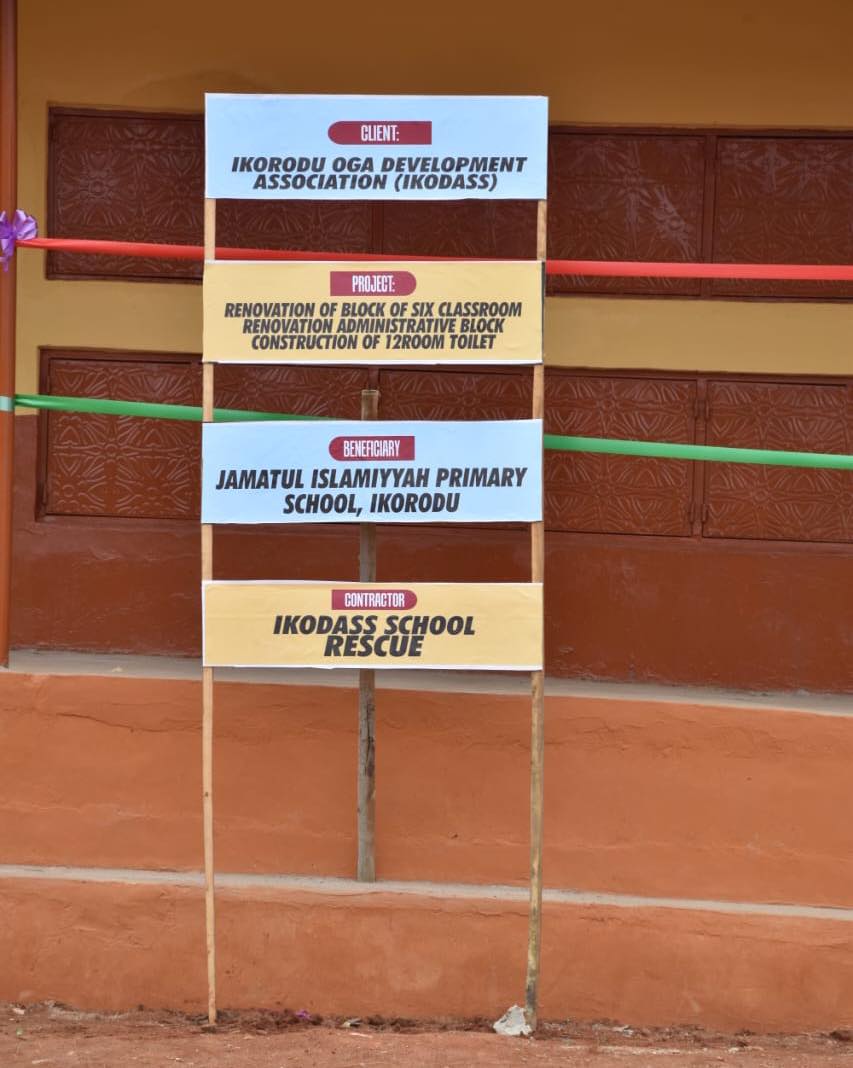 CLIENT:
IKORODU OGA DEVELOPMENT
ASSOCIATION (IKODASS)
PROJECT:
RENOVATION OF BLOCK OF SIX CLASSROOM
RENOVATION ADMINISTRATIVE BLOCK
CONSTRUCTION OF 12ROOM TOILET
BENEFICIARY
JAMATUL ISLAMIYYAH PRIMARY
SCHOOL, IKORODU
CONTRACTOR
IKODASS SCHOOL
RESCUE